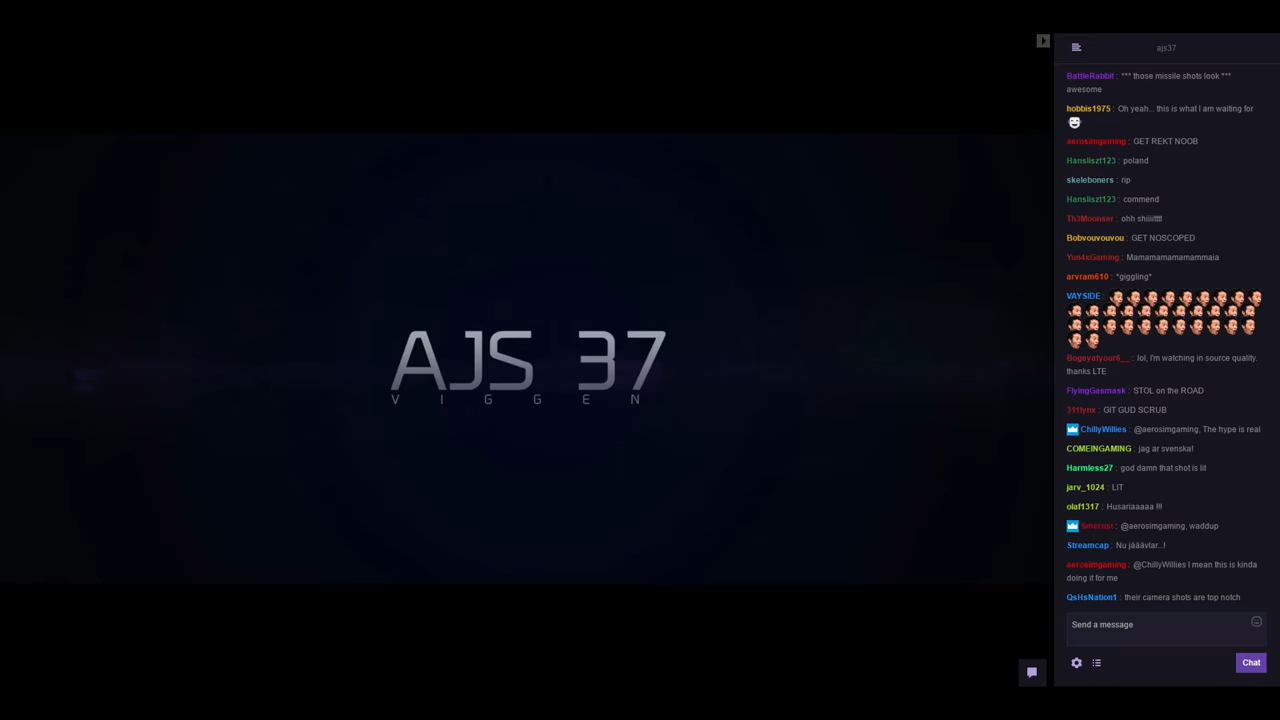 AJS 37
VIGGEN
ajs37
BattleRabbit : *** those missile shots look ***
awesome
hobbis1975 : Oh yeah... this is what I am waiting for
aerosimgaming : GET REKT NOOB
Hansliszt123 : poland
skeleboners : rip
Hansliszt123 : commend
Th3Moonser : ohh shiiiitttt
Bobvouvouvou : GET NOSCOPED
Yun4xGaming : Mamamamamamammaia
arvram610 : *giggling*
VAYSIDE :
: lol, I'm watching in source quality.
thanks LTE
FlyingGasmask : STOL on the ROAD
311lynx : GIT GUD SCRUB
ChillyWillies : @aerosimgaming, The hype is real
COMEINGAMING : jag ar svenska!
Harmless27 : god damn that shot is lit
jarv_1024 : LIT
olaf1317 : Husariaaaaa !!!
: @aerosimgaming, waddup
Streamcap : Nu jääävlar...!
aerosimgaming : @ChillyWillies I mean this is kinda
doing it for me
QsHsNation1 : their camera shots are top notch
Send a message
Chat